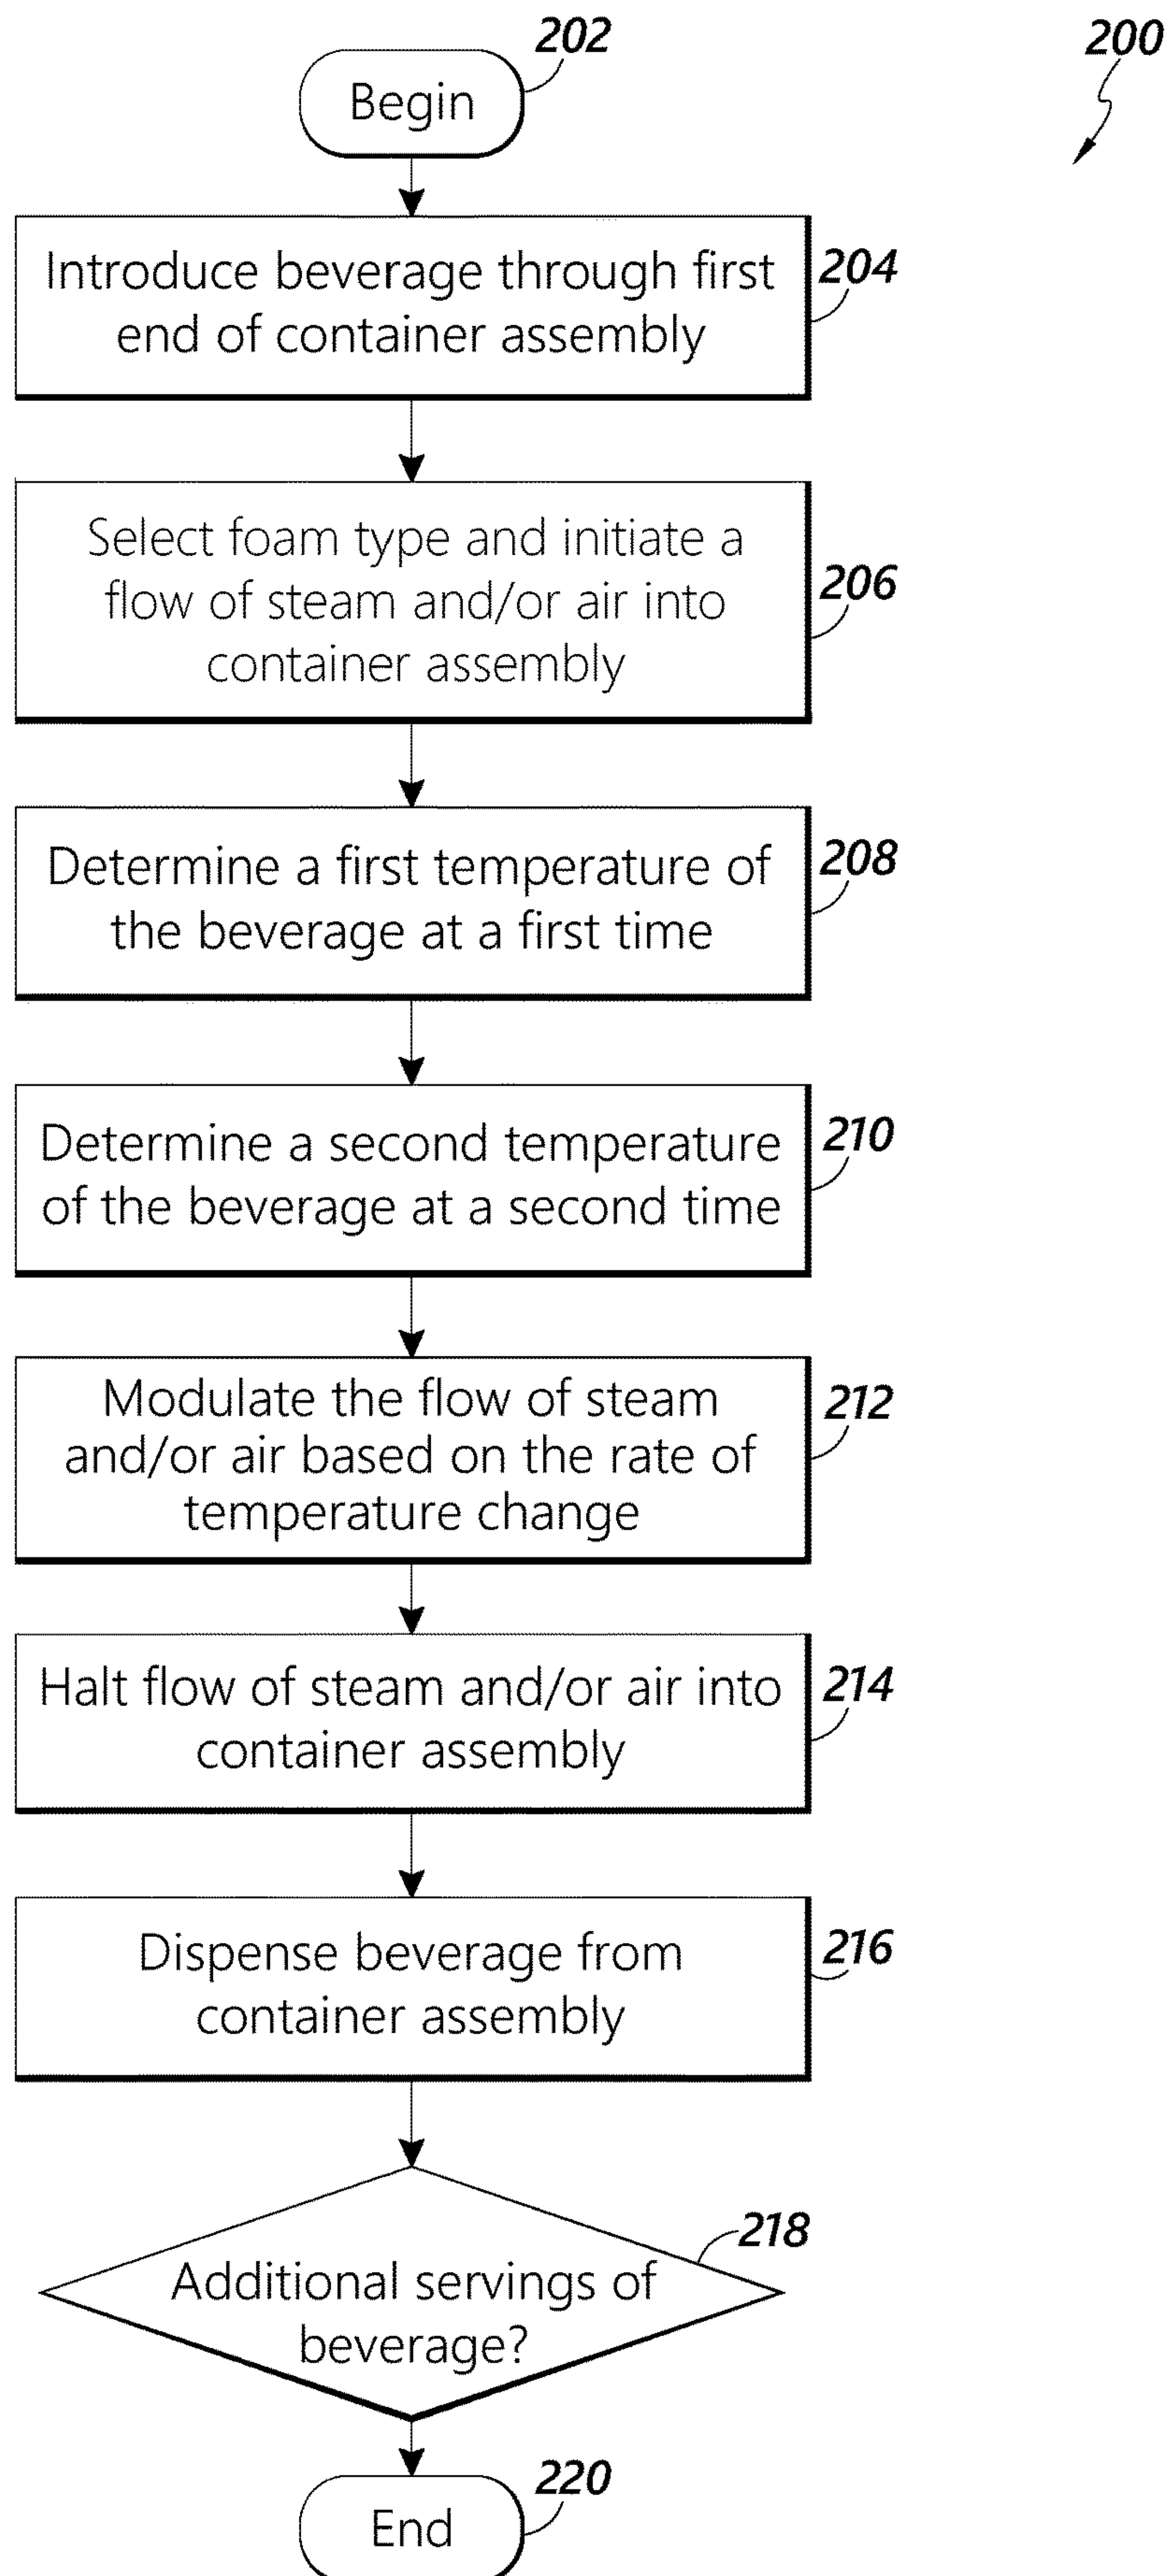 202
200
Begin
Introduce beverage through first
end of container assembly
204
Select foam type and initiate a
flow of steam and/or air into
container assembly
206
Determine a first temperature of
the beverage at a first time
208
Determine a second temperature
of the beverage at a second time
210
Modulate the flow of steam
and/or air based on the rate of
temperature change
212
Halt flow of steam and/or air into
container assembly
214
Dispense beverage from
container assembly
216
218
Additional servings of
beverage?
220
End